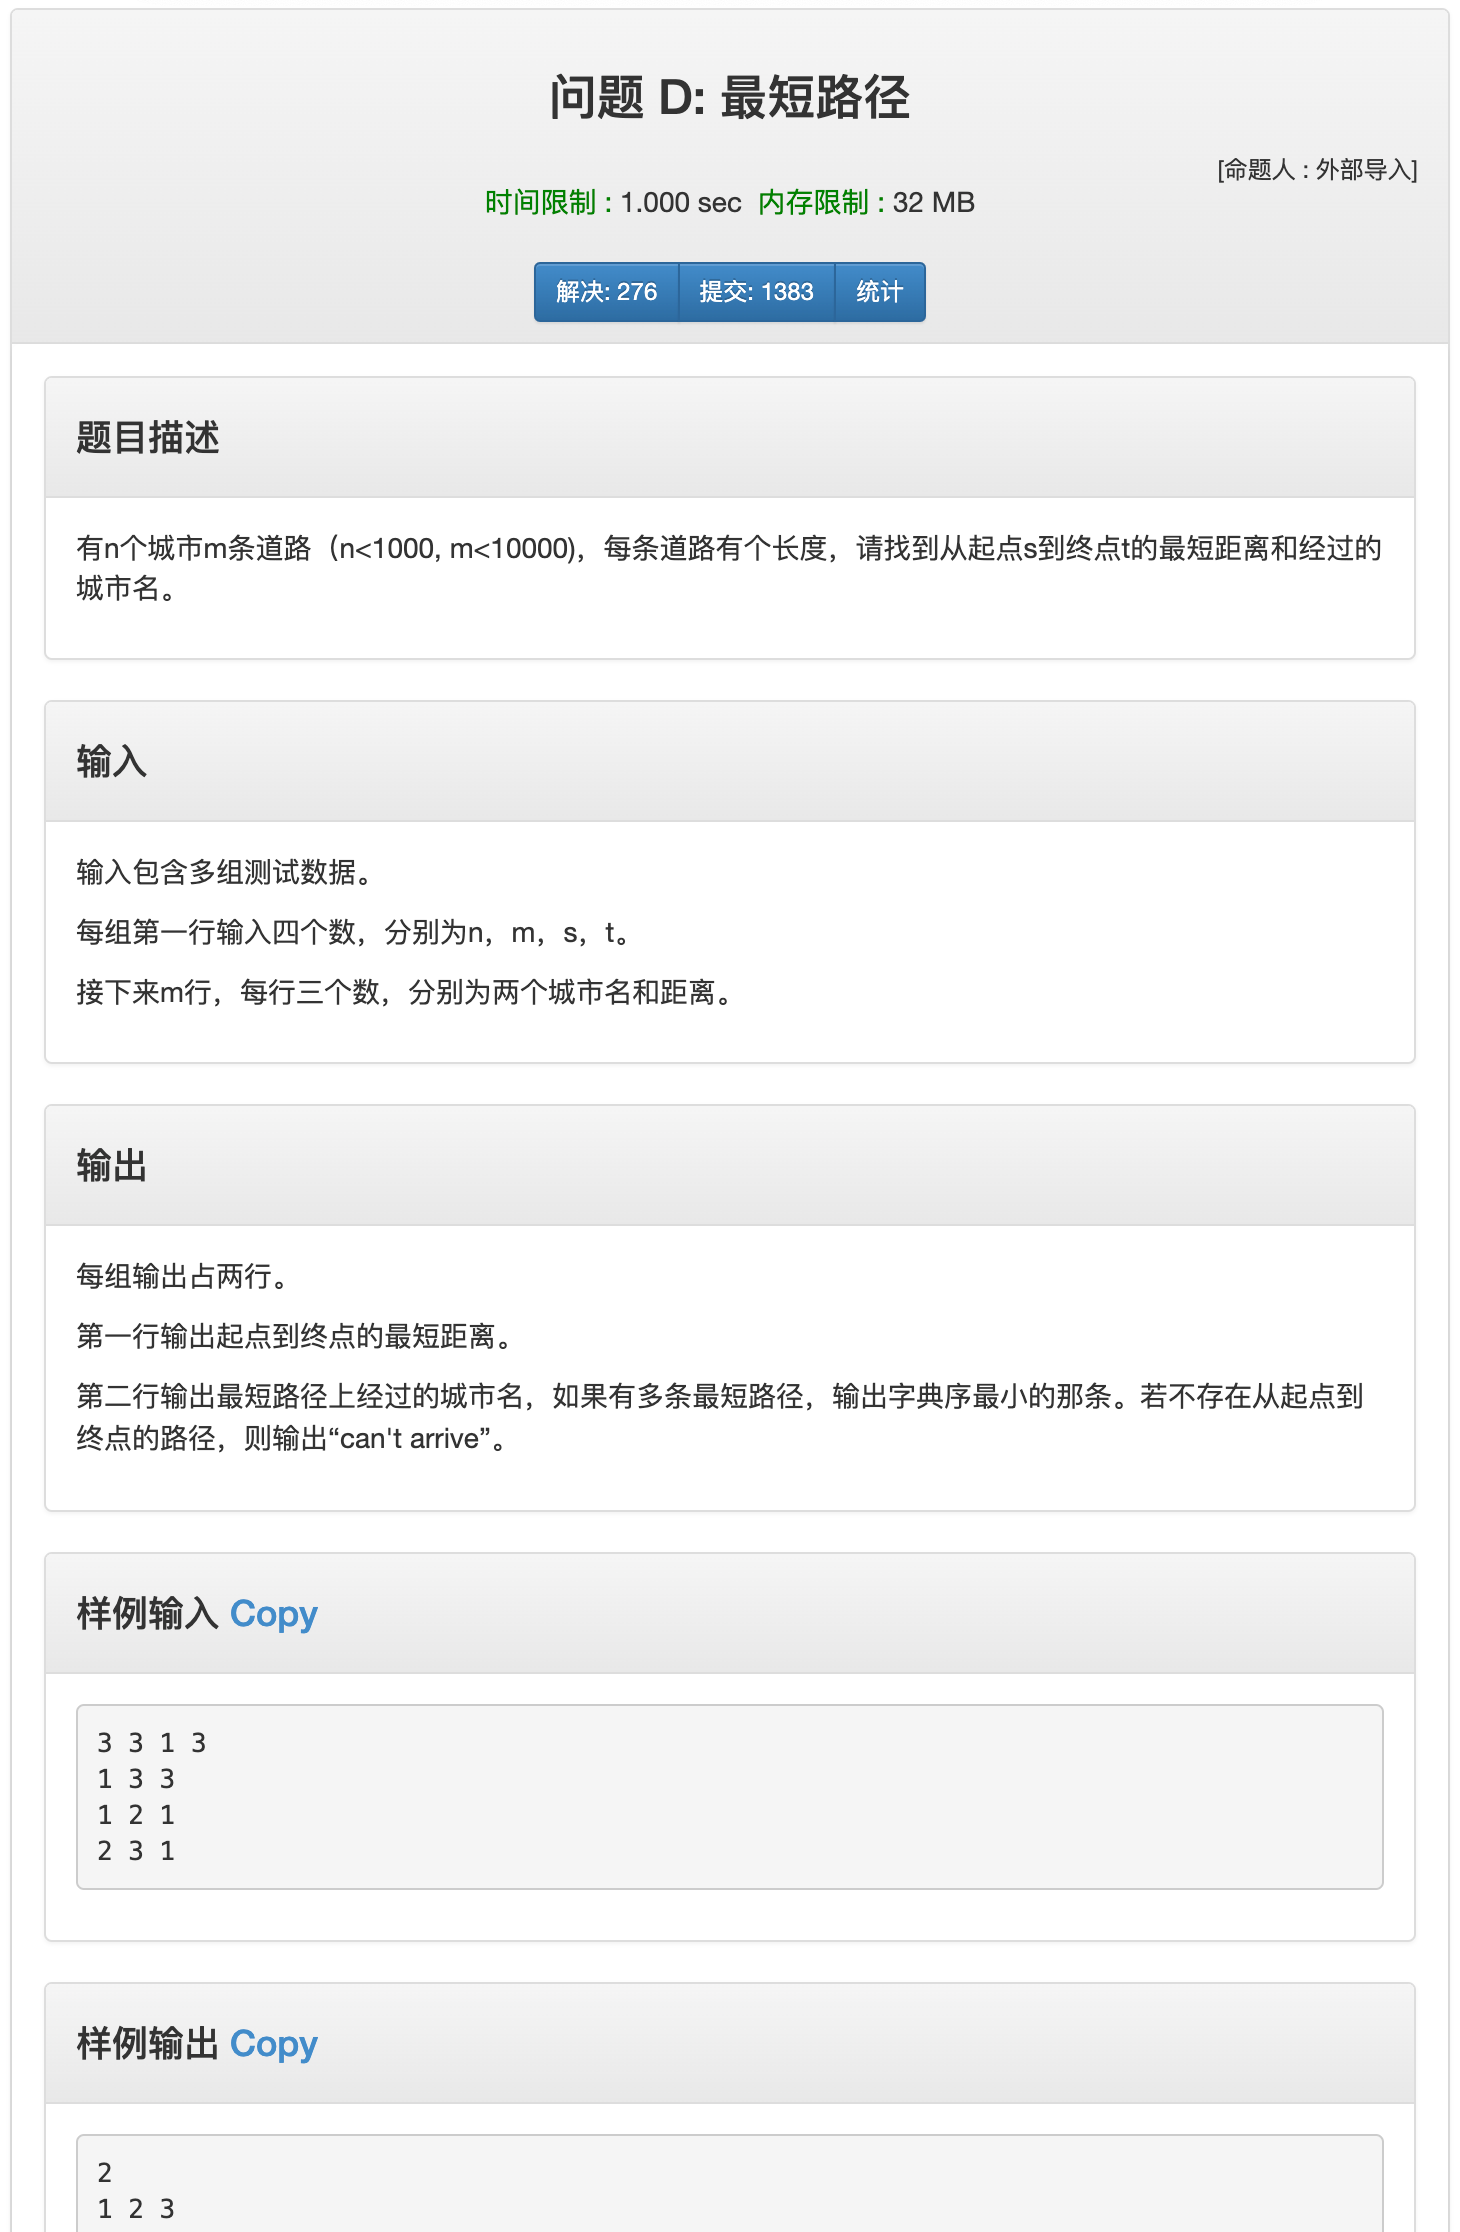 问题 D: 最短路径
[命题人 : 外部导入]
时间限制 : 1.000 sec 内存限制 : 32 MB
解决: 276 提交: 1383 统计
题目描述
有n个城市m条道路（n<1000, m<10000)，每条道路有个长度，请找到从起点s到终点t的最短距离和经过的
城市名。
输入
输入包含多组测试数据。
每组第一行输入四个数，分别为n，m，s，t。
接下来m行，每行三个数，分别为两个城市名和距离。
输出
每组输出占两行。
第一行输出起点到终点的最短距离。
第二行输出最短路径上经过的城市名，如果有多条最短路径，输出字典序最小的那条。若不存在从起点到
终点的路径，则输出“can't arrive”。
样例输入 Copy
3 3 1 3
1 3 3
1 2 1
2 3 1
样例输出 Copy
2
1 2 3